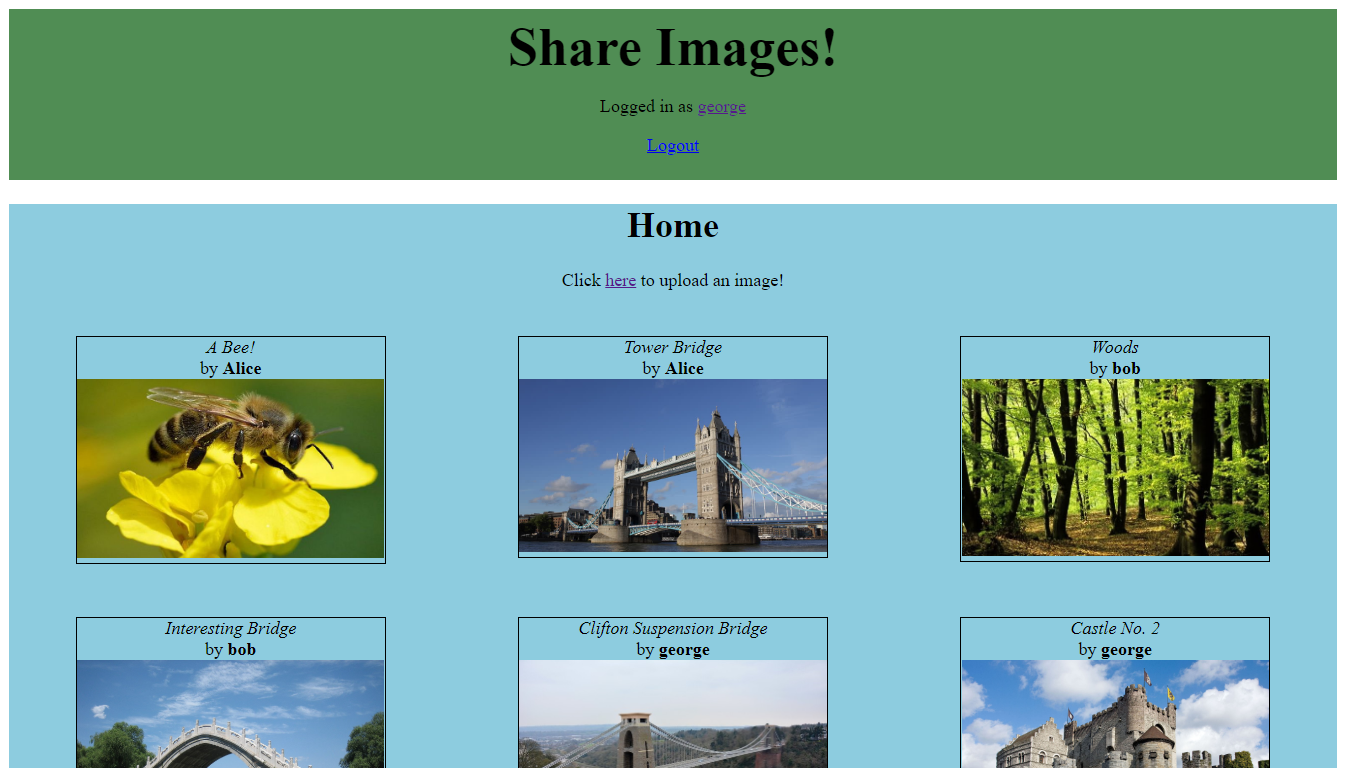 Share Images!
Logged in as george
Logout
Home
Click here to upload an image!
A Bee!
by Alice
Tower Bridge
by Alice
Woods
by bob
Interesting Bridge
by bob
Clifton Suspension Bridge
by george
Castle No. 2
by george